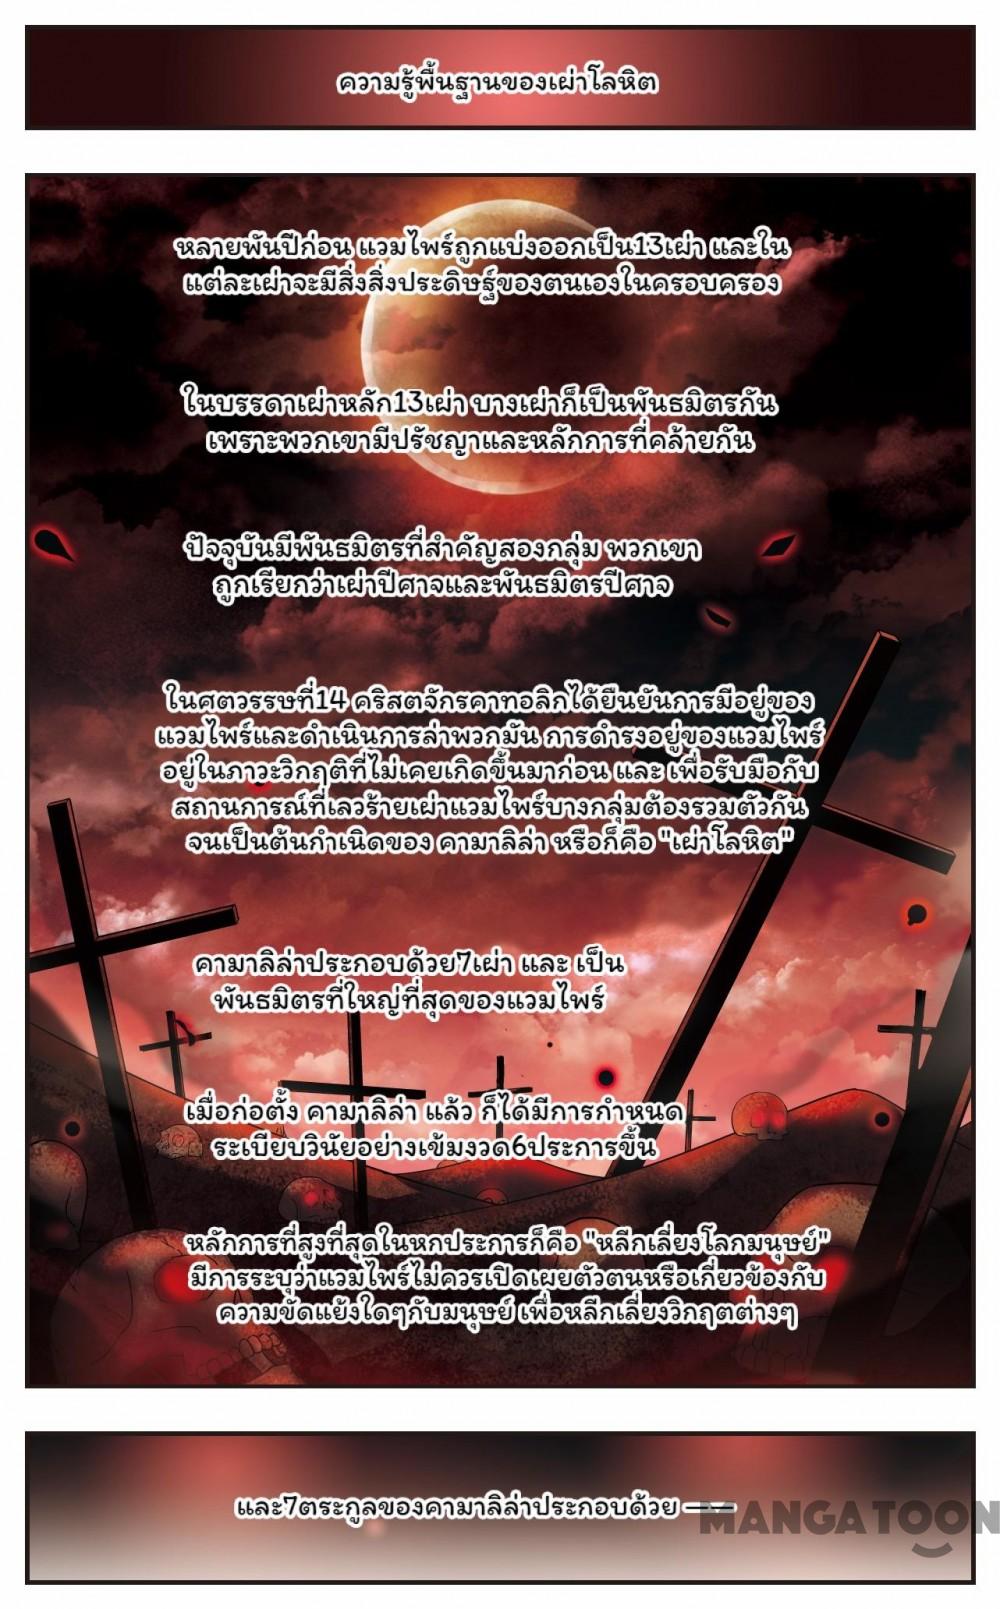 ความรู้พื้นฐานของเผ่าโลหิต
หลายพันปีก่อน แวมไพร์ถูกแบ่งออกเป็น13เผ่า และใน
แต่ละเผ่าจะมีสิ่งสิ่งประดิษฐ์ของตนเองในครอบครอง
ในบรรดาเผ่าหลัก13เผ่า บางเผ่าก็เป็นพันธมิตรกัน
เพราะพวกเขามีปรัชญาและหลักการที่คล้ายกัน
ปัจจุบันมีพันธมิตรที่สำคัญสองกลุ่ม พวกเขา
ถูกเรียกว่าเผ่าปีศาจและพันธมิตรปีศาจ
ในศตวรรษที่14 คริสตจักรคาทอลิกได้ยืนยันการมีอยู่ของ
แวมไพร์และดำเนินการล่าพวกมัน การดำรงอยู่ของแวมไพร์
อยู่ในภาวะวิกฤติที่ไม่เคยเกิดขึ้นมาก่อน และ เพื่อรับมือกับ
สถานการณ์ที่เลวร้ายเผ่าแวมไพร์บางกลุ่มต้องรวมตัวกัน
จนเป็นต้นกำเนิดของ คามาลิล่า หรือก็คือ "เผ่าโลหิต"
คามาลิล่าประกอบด้วย7เผ่า และ เป็น
พันธมิตรที่ใหญ่ที่สุดของแวมไพร์
เมื่อก่อตั้ง คามาลิล่า แล้ว ก็ได้มีการกำหนด
ระเบียบวินัยอย่างเข้มงวด6ประการขึ้น
หลักการที่สูงที่สุดในหกประการก็คือ "หลีกเลี่ยงโลกมนุษย์"
มีการระบุว่าแวมไพร์ไม่ควรเปิดเผยตัวตนหรือเกี่ยวข้องกับ
ความขัดแย้งใดๆกับมนุษย์ เพื่อหลีกเลี่ยงวิกฤตต่างๆ
และ7ตระกูลของคามาลิล่าประกอบด้วย ——
MANGATOON